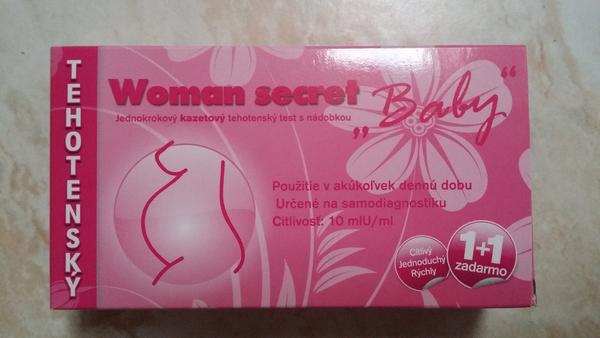 TEHOTENSKÝ
Woman secret
„Baby“
Jednokrokový kazetový tehotenský test s nádobkou
Použitie v akúkoľvek dennú dobu
Určené na samodiagnostiku
Citlivosť: 10 mIU/ml
Citlivý
Jednoduchý
Rýchly
1+1
zadarmo